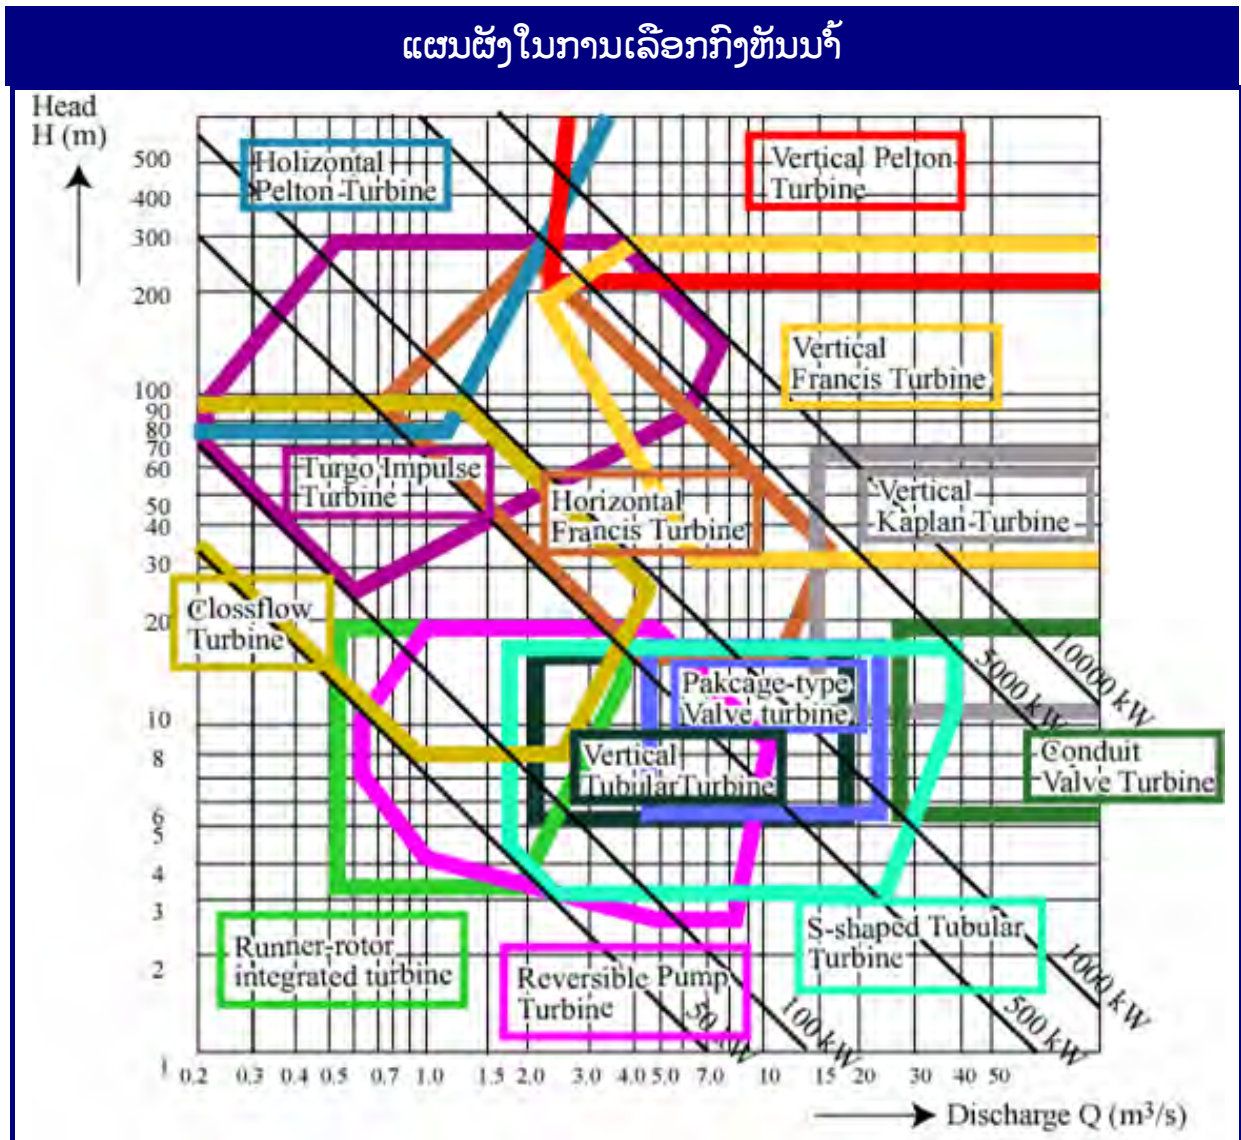 ແຜນຜັງໃນການເລືອກກົງຫັນນ້ຳ
Head
H (m)
500
400
300
200
100
90
80
70
60
50
40
30
20
10
8
6
5
4
3
2
1
Holizontal
Pelton Turbine
Vertical Pelton
Turbine
Vertical
Francis Turbine
Turgo Impulse
Turbine
Horizontal
Francis Turbine
Vertical
Kaplan Turbine
Clossflow
Turbine
Pakcage-type
Valve turbine
Vertical
Tubular Turbine
Conduit
Valve Turbine
Runner-rotor
integrated turbine
Reversible Pump
Turbine
S-shaped Tubular
Turbine
50 kW
100 kW
500 kW
1000 kW
5000 kW
10000 kW
0.2 0.3 0.4 0.5 0.7 1.0 1.5 2.0 3.0 4.0 5.0 7.0 10 15 20 30 40 50
Discharge Q (m³/s)